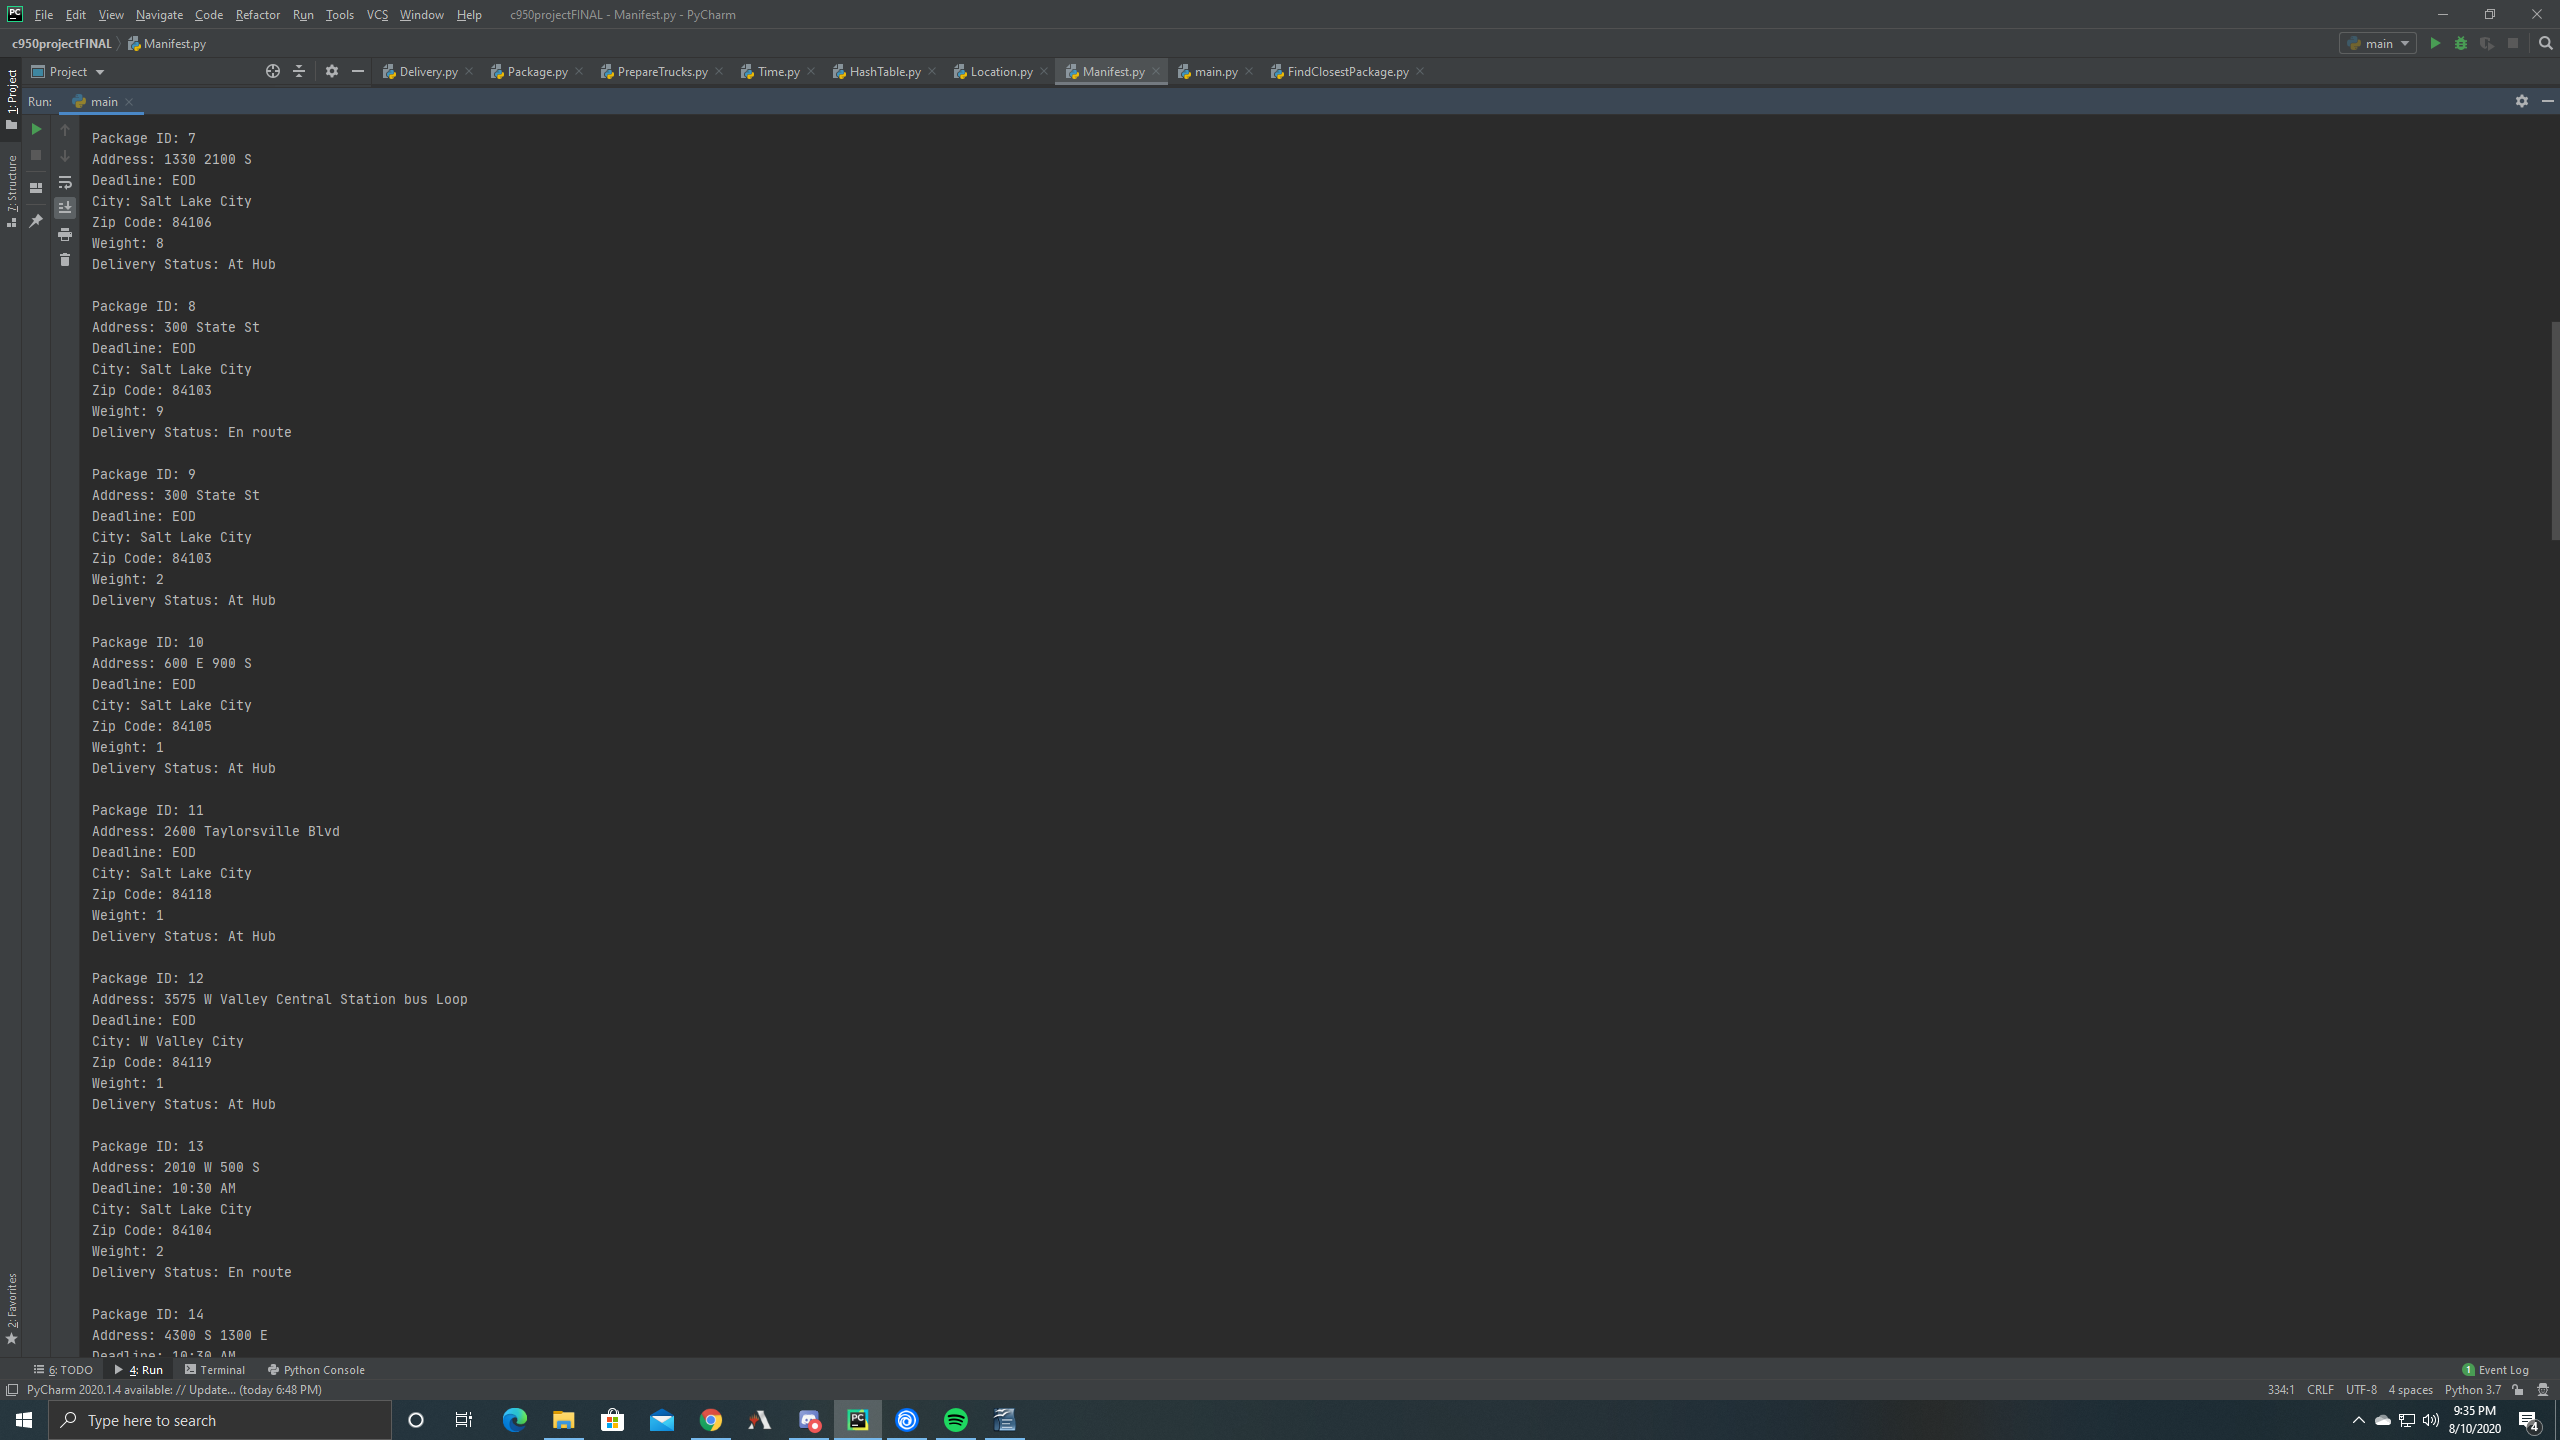 PC File Edit View Navigate Code Refactor Run Tools VCS Window Help c950projectFINAL - Manifest.py - PyCharm
c950projectFINAL Manifest.py main
Project Delivery.py Package.py PrepareTrucks.py Time.py HashTable.py Location.py Manifest.py main.py FindClosestPackage.py
1: Project
7: Structure
2: Favorites
Run: main
Package ID: 7
Address: 1330 2100 S
Deadline: EOD
City: Salt Lake City
Zip Code: 84106
Weight: 8
Delivery Status: At Hub
Package ID: 8
Address: 300 State St
Deadline: EOD
City: Salt Lake City
Zip Code: 84103
Weight: 9
Delivery Status: En route
Package ID: 9
Address: 300 State St
Deadline: EOD
City: Salt Lake City
Zip Code: 84103
Weight: 2
Delivery Status: At Hub
Package ID: 10
Address: 600 E 900 S
Deadline: EOD
City: Salt Lake City
Zip Code: 84105
Weight: 1
Delivery Status: At Hub
Package ID: 11
Address: 2600 Taylorsville Blvd
Deadline: EOD
City: Salt Lake City
Zip Code: 84118
Weight: 1
Delivery Status: At Hub
Package ID: 12
Address: 3575 W Valley Central Station bus Loop
Deadline: EOD
City: W Valley City
Zip Code: 84119
Weight: 1
Delivery Status: At Hub
Package ID: 13
Address: 2010 W 500 S
Deadline: 10:30 AM
City: Salt Lake City
Zip Code: 84104
Weight: 2
Delivery Status: En route
Package ID: 14
Address: 4300 S 1300 E
Deadline: 10:30 AM
6: TODO 4: Run Terminal Python Console 1 Event Log
PyCharm 2020.1.4 available: // Update... (today 6:48 PM) 334:1 CRLF UTF-8 4 spaces Python 3.7
Type here to search PC 9:35 PM
8/10/2020 4